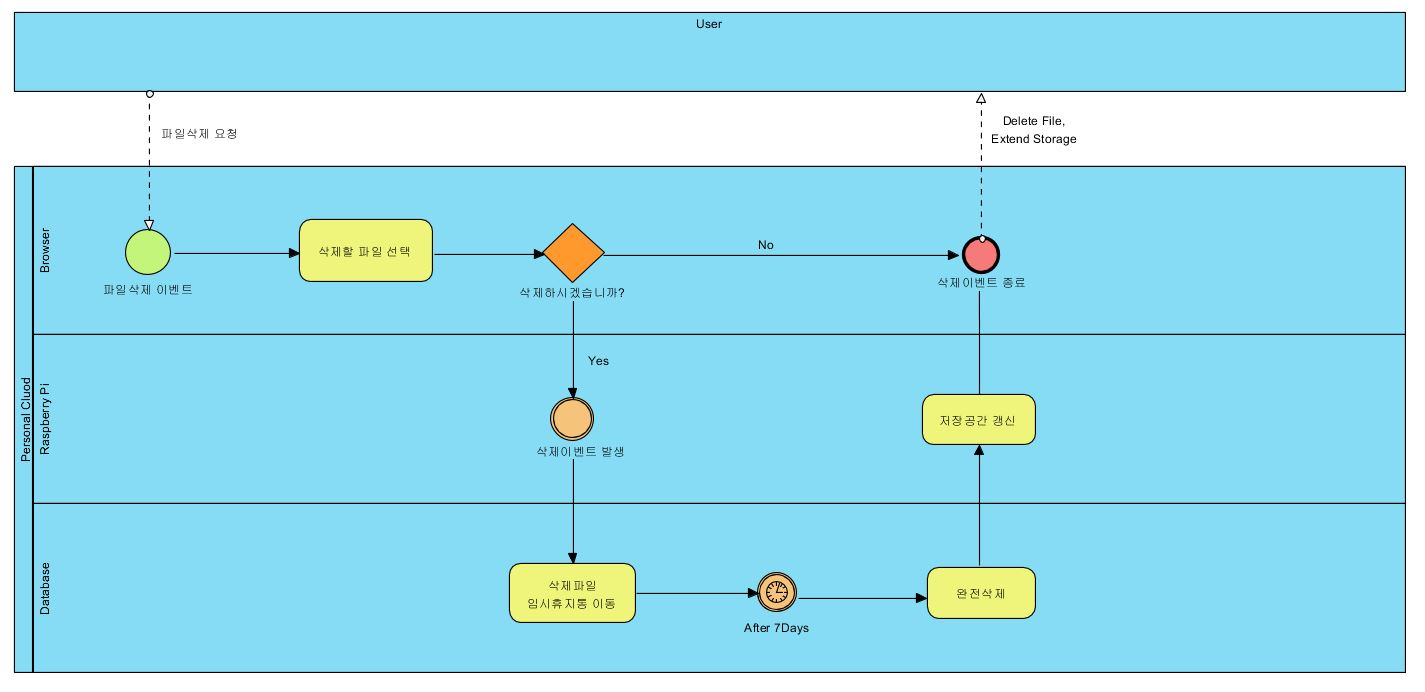 User
파일삭제 요청
Delete File,
Extend Storage
Personal Cluod
Browser
파일삭제 이벤트
삭제할 파일 선택
삭제하시겠습니까?
No
삭제이벤트 종료
Yes
Raspberry Pi
삭제이벤트 발생
저장공간 갱신
Database
삭제파일
임시휴지통 이동
After 7Days
완전삭제